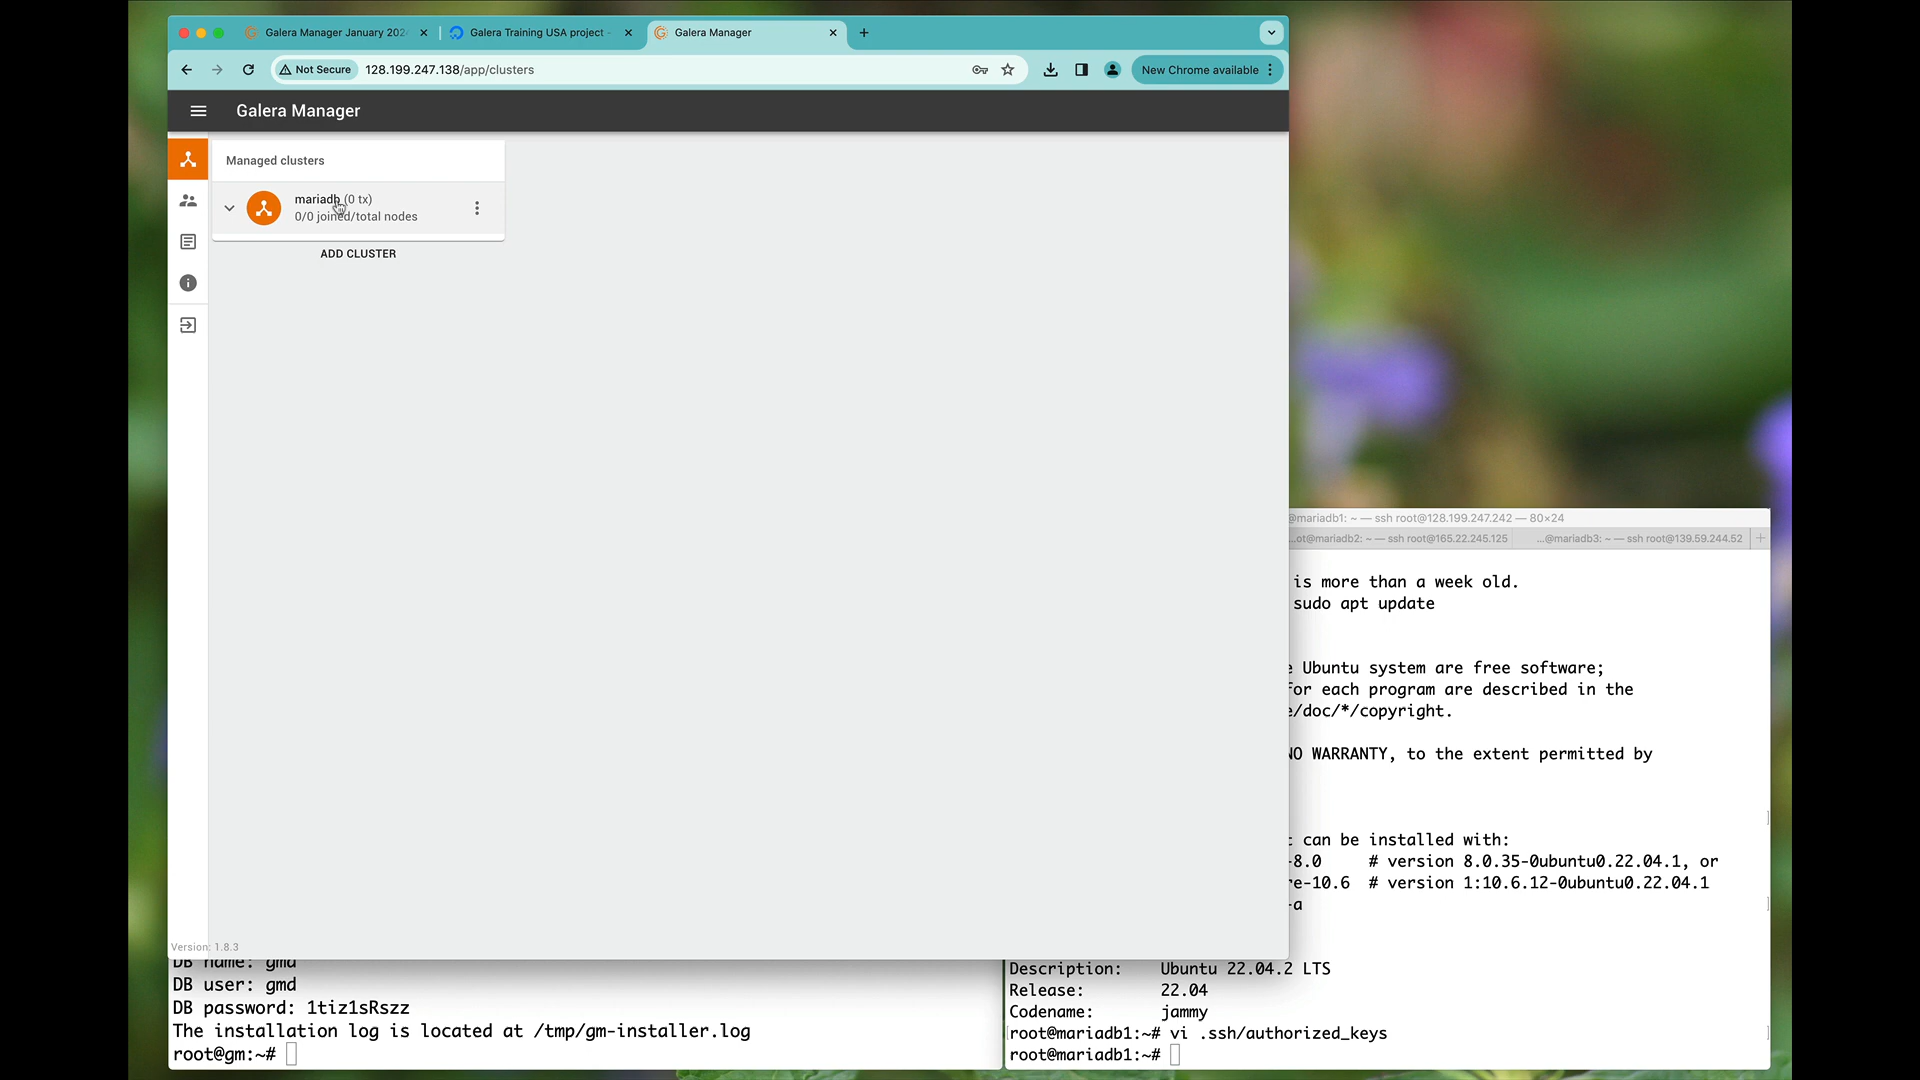 Galera Manager January 202
Galera Training USA project -
Galera Manager
Not Secure
128.199.247.138/app/clusters
New Chrome available
Galera Manager
Managed clusters
mariadb (0 tx)
0/0 joined/total nodes
ADD CLUSTER
Version: 1.8.3
@mariadb1: ~ — ssh root@128.199.247.242 — 80×24
...ot@mariadb2: ~ — ssh root@165.22.245.125
...@mariadb3: ~ — ssh root@139.59.244.52
is more than a week old.
sudo apt update
e Ubuntu system are free software;
for each program are described in the
e/doc/*/copyright.
NO WARRANTY, to the extent permitted by
t can be installed with:
-8.0 # version 8.0.35-0ubuntu0.22.04.1, or
re-10.6 # version 1:10.6.12-0ubuntu0.22.04.1
-a
DB name: gmd
DB user: gmd
DB password: 1tiz1sRszz
The installation log is located at /tmp/gm-installer.log
root@gm:~#
Description: Ubuntu 22.04.2 LTS
Release: 22.04
Codename: jammy
root@mariadb1:~# vi .ssh/authorized_keys
root@mariadb1:~#